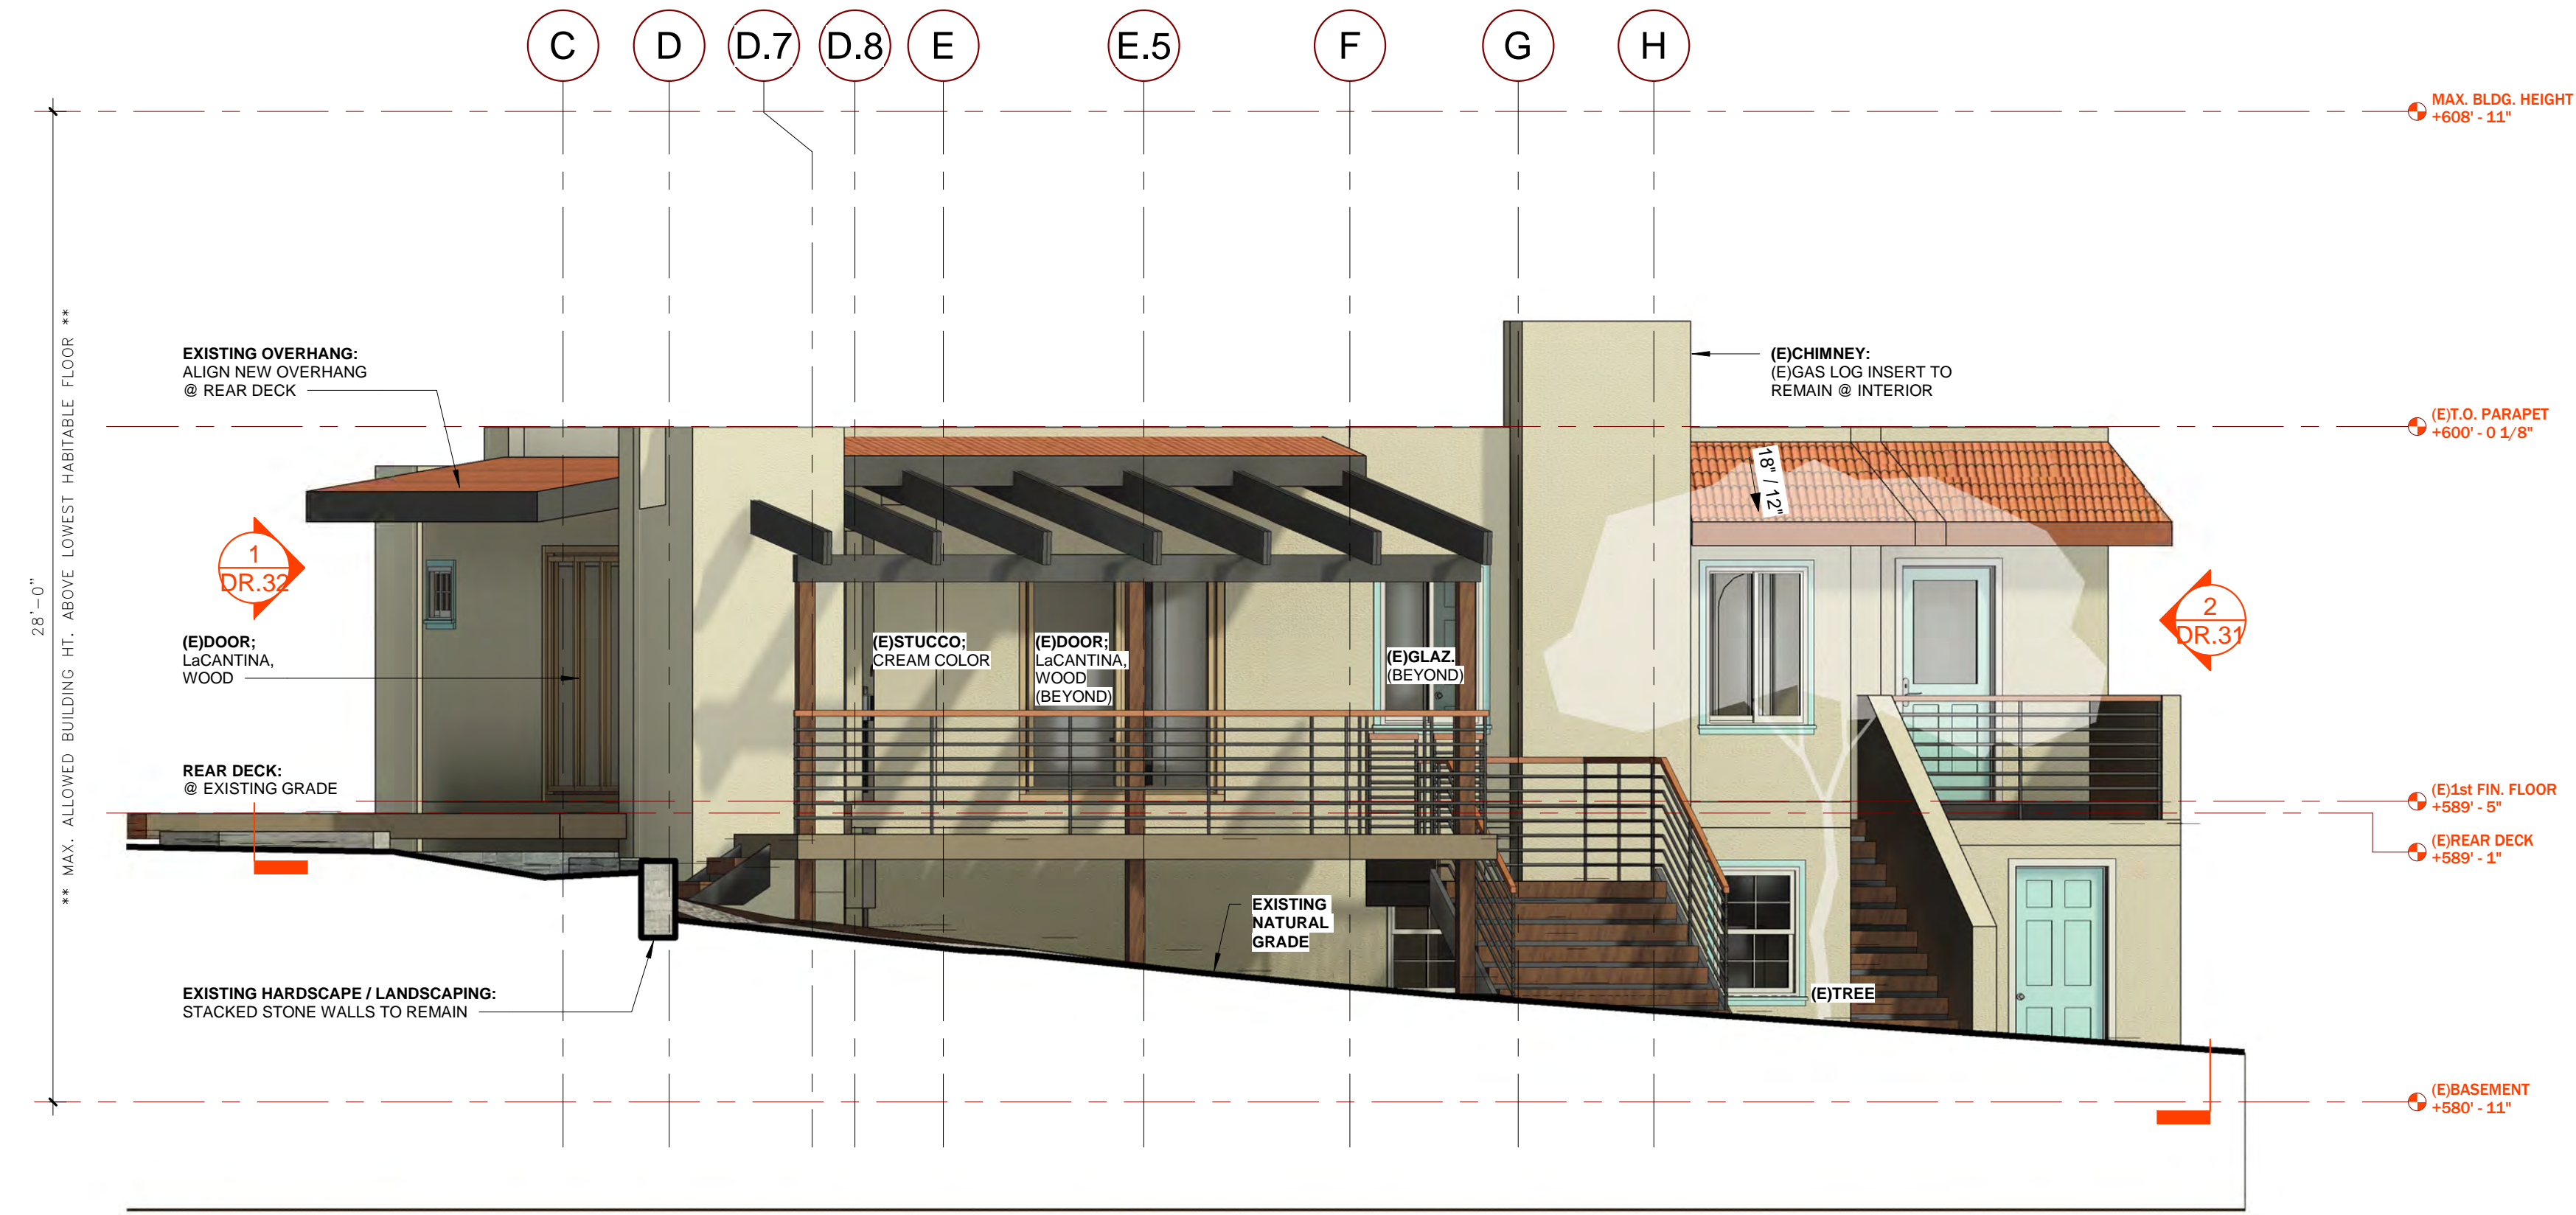 C
D
D.7
D.8
E
E.5
F
G
H
MAX. BLDG. HEIGHT
+608' - 11"
** MAX. ALLOWED BUILDING HT. ABOVE LOWEST HABITABLE FLOOR **
28'-0"
EXISTING OVERHANG:
ALIGN NEW OVERHANG
@ REAR DECK
(E)CHIMNEY:
(E)GAS LOG INSERT TO
REMAIN @ INTERIOR
(E)T.O. PARAPET
+600' - 0 1/8"
18" / 12"
1
DR.32
2
DR.31
(E)DOOR;
LaCANTINA,
WOOD
(E)STUCCO;
CREAM COLOR
(E)DOOR;
LaCANTINA,
WOOD
(BEYOND)
(E)GLAZ.
(BEYOND)
REAR DECK:
@ EXISTING GRADE
(E)1st FIN. FLOOR
+589' - 5"
(E)REAR DECK
+589' - 1"
EXISTING
NATURAL
GRADE
EXISTING HARDSCAPE / LANDSCAPING:
STACKED STONE WALLS TO REMAIN
(E)TREE
(E)BASEMENT
+580' - 11"